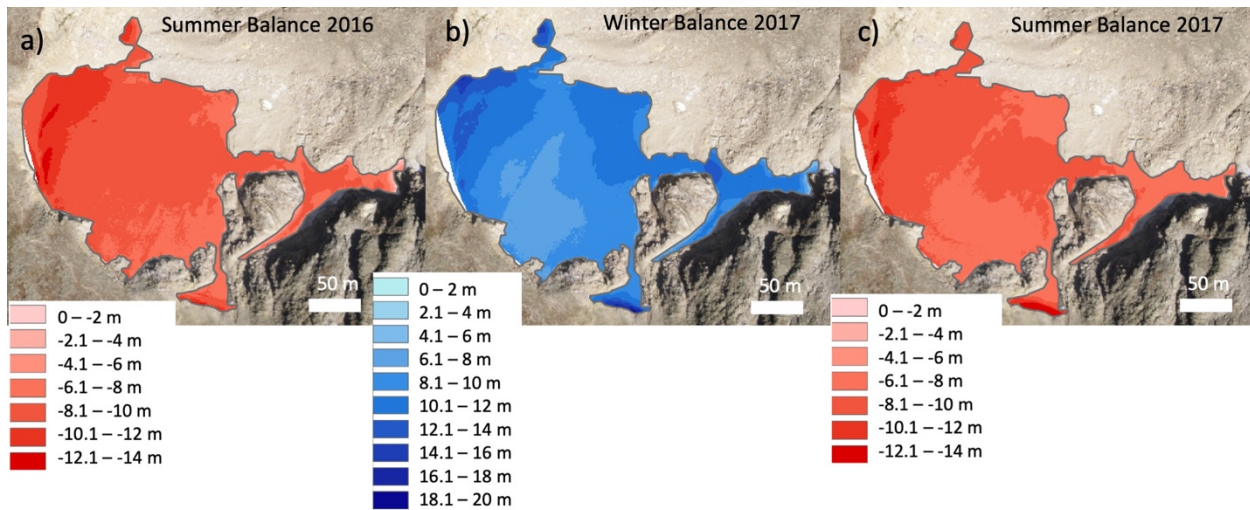 a)
Summer Balance 2016
50 m
0 – -2 m
-2.1 – -4 m
-4.1 – -6 m
-6.1 – -8 m
-8.1 – -10 m
-10.1 – -12 m
-12.1 – -14 m
b)
Winter Balance 2017
50 m
0 – 2 m
2.1 – 4 m
4.1 – 6 m
6.1 – 8 m
8.1 – 10 m
10.1 – 12 m
12.1 – 14 m
14.1 – 16 m
16.1 – 18 m
18.1 – 20 m
c)
Summer Balance 2017
50 m
0 – -2 m
-2.1 – -4 m
-4.1 – -6 m
-6.1 – -8 m
-8.1 – -10 m
-10.1 – -12 m
-12.1 – -14 m